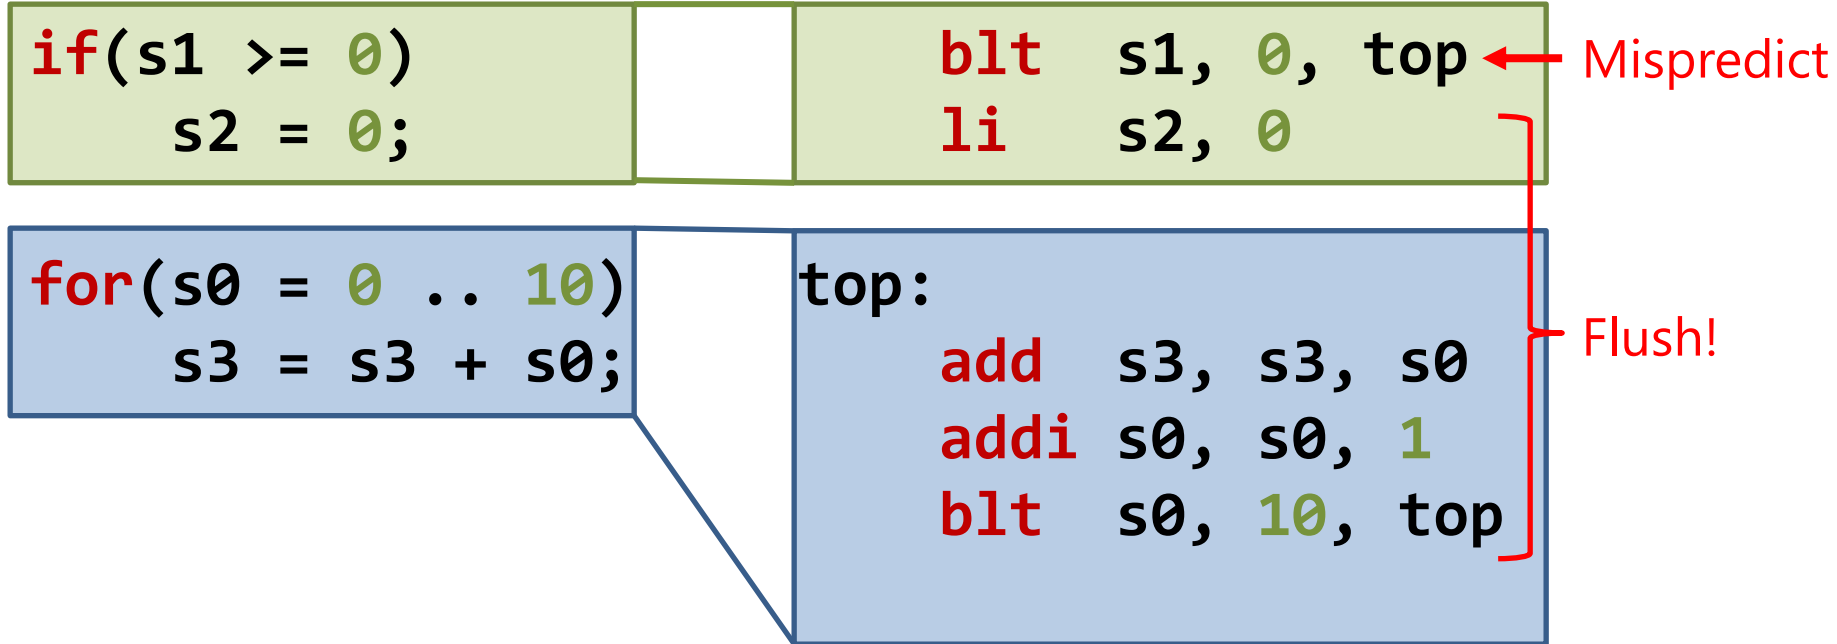 if(s1 >= 0)
    s2 = 0;
blt s1, 0, top
li s2, 0
Mispredict
for(s0 = 0 .. 10)
    s3 = s3 + s0;
top:
    add s3, s3, s0
    addi s0, s0, 1
    blt s0, 10, top
Flush!